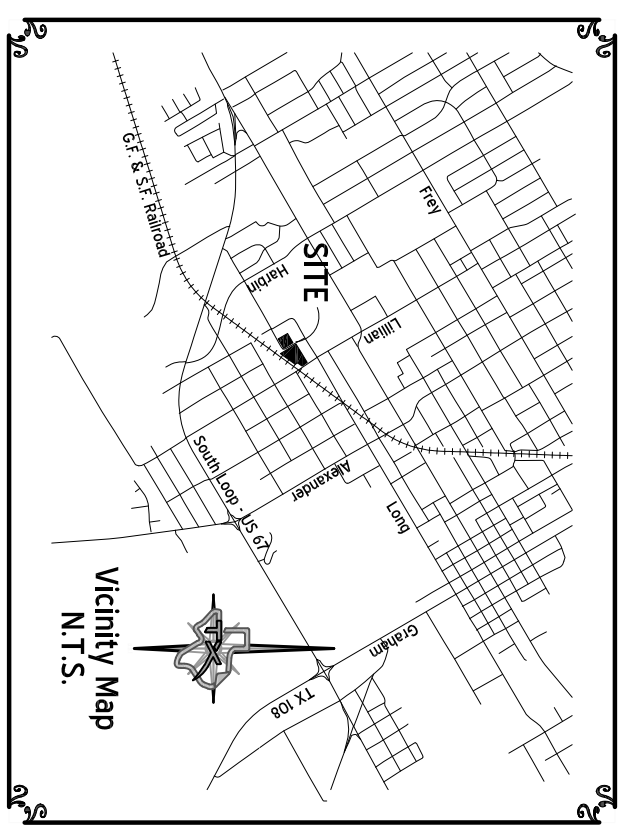 G.F. & S.F. Railroad
Frey
SITE
Harbin
Lillian
South Loop - US 67
Alexander
Long
Graham
TX 108
TX
Vicinity Map
N.T.S.